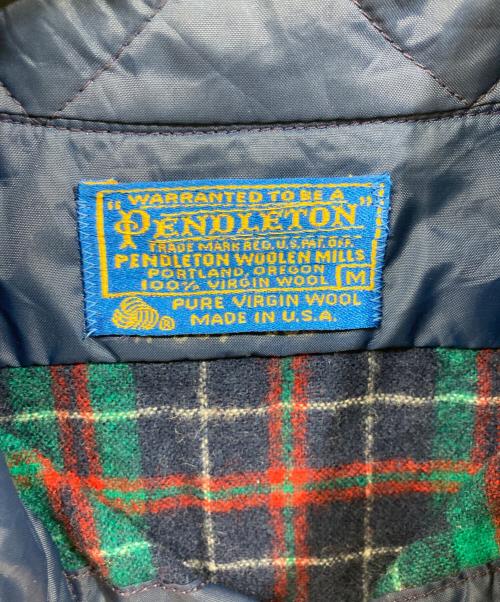 WARRANTED TO BE A
"PENDLETON"
TRADE MARK REG. U.S. PAT. OFF.
PENDLETON WOOLEN MILLS
PORTLAND, OREGON
100% VIRGIN WOOL M
PURE VIRGIN WOOL
® MADE IN U.S.A.